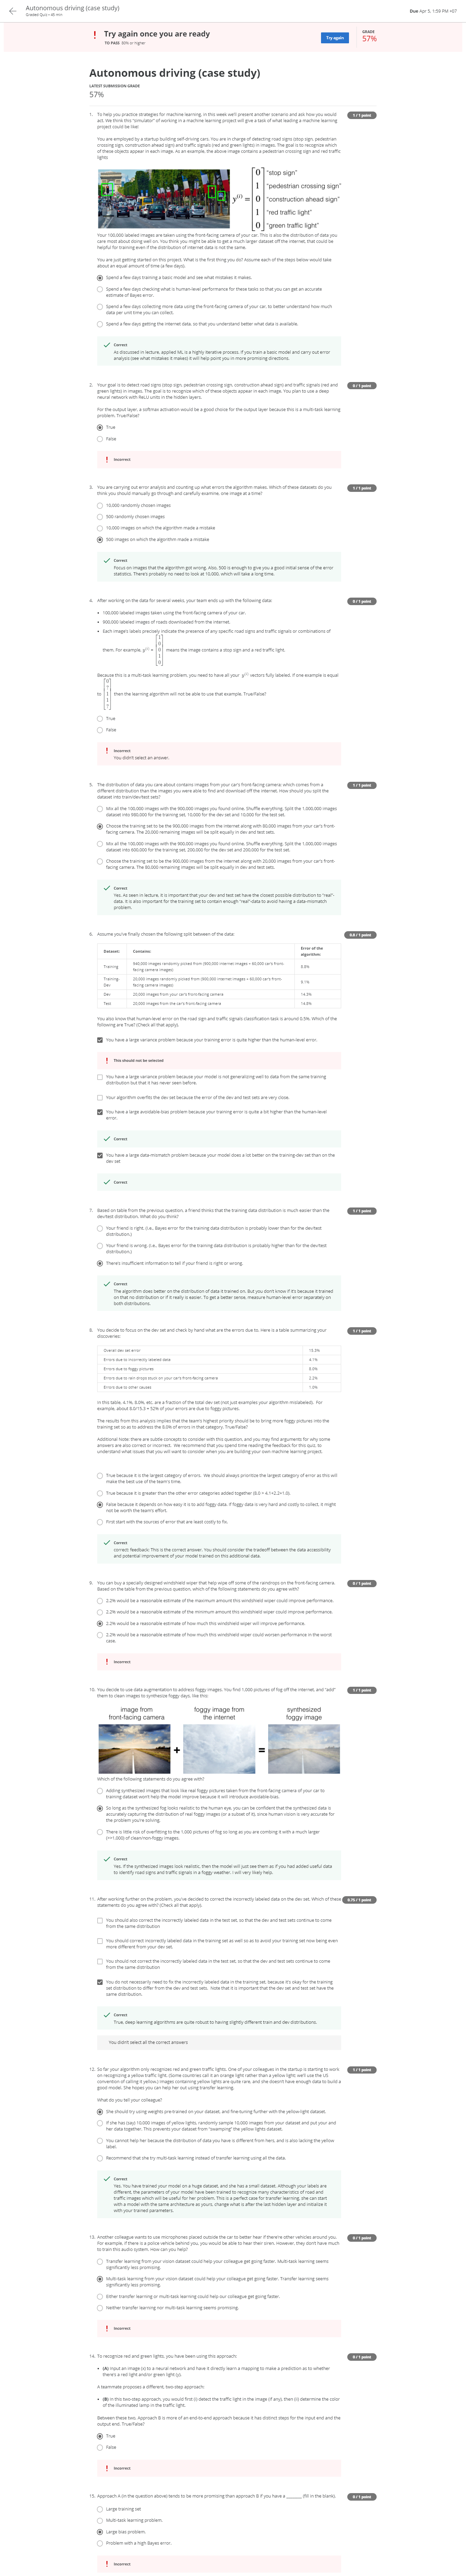 Autonomous driving (case study)
Graded Quiz • 45 min
Due Apr 5, 1:59 PM +07
Try again once you are ready
TO PASS 80% or higher
Try again
GRADE
57%
Autonomous driving (case study)
LATEST SUBMISSION GRADE
57%
1. To help you practice strategies for machine learning, in this week we'll present another scenario and ask how you would
act. We think this "simulator" of working in a machine learning project will give a task of what leading a machine learning
project could be like!
1 / 1 point
You are employed by a startup building self-driving cars. You are in charge of detecting road signs (stop sign, pedestrian
crossing sign, construction ahead sign) and traffic signals (red and green lights) in images. The goal is to recognize which
of these objects appear in each image. As an example, the above image contains a pedestrian crossing sign and red traffic
lights
y(i) =
0 "stop sign"
1 "pedestrian crossing sign"
0 "construction ahead sign"
1 "red traffic light"
0 "green traffic light"
Your 100,000 labeled images are taken using the front-facing camera of your car. This is also the distribution of data you
care most about doing well on. You think you might be able to get a much larger dataset off the internet, that could be
helpful for training even if the distribution of internet data is not the same.
You are just getting started on this project. What is the first thing you do? Assume each of the steps below would take
about an equal amount of time (a few days).
Spend a few days training a basic model and see what mistakes it makes.
Spend a few days checking what is human-level performance for these tasks so that you can get an accurate
estimate of Bayes error.
Spend a few days collecting more data using the front-facing camera of your car, to better understand how much
data per unit time you can collect.
Spend a few days getting the internet data, so that you understand better what data is available.
Correct
As discussed in lecture, applied ML is a highly iterative process. If you train a basic model and carry out error
analysis (see what mistakes it makes) it will help point you in more promising directions.
2. Your goal is to detect road signs (stop sign, pedestrian crossing sign, construction ahead sign) and traffic signals (red and
green lights) in images. The goal is to recognize which of these objects appear in each image. You plan to use a deep
neural network with ReLU units in the hidden layers.
0 / 1 point
For the output layer, a softmax activation would be a good choice for the output layer because this is a multi-task learning
problem. True/False?
True
False
Incorrect
3. You are carrying out error analysis and counting up what errors the algorithm makes. Which of these datasets do you
think you should manually go through and carefully examine, one image at a time?
1 / 1 point
10,000 randomly chosen images
500 randomly chosen images
10,000 images on which the algorithm made a mistake
500 images on which the algorithm made a mistake
Correct
Focus on images that the algorithm got wrong. Also, 500 is enough to give you a good initial sense of the error
statistics. There's probably no need to look at 10,000, which will take a long time.
4. After working on the data for several weeks, your team ends up with the following data:
0 / 1 point
• 100,000 labeled images taken using the front-facing camera of your car.
• 900,000 labeled images of roads downloaded from the internet.
• Each image's labels precisely indicate the presence of any specific road signs and traffic signals or combinations of
them. For example, y(i) = [1 0 0 1 0] means the image contains a stop sign and a red traffic light.
Because this is a multi-task learning problem, you need to have all your y(i) vectors fully labeled. If one example is equal
to [0 ? 1 1 ?] then the learning algorithm will not be able to use that example. True/False?
True
False
Incorrect
You didn't select an answer.
5. The distribution of data you care about contains images from your car's front-facing camera; which comes from a
different distribution than the images you were able to find and download off the internet. How should you split the
dataset into train/dev/test sets?
1 / 1 point
Mix all the 100,000 images with the 900,000 images you found online. Shuffle everything. Split the 1,000,000 images
dataset into 980,000 for the training set, 10,000 for the dev set and 10,000 for the test set.
Choose the training set to be the 900,000 images from the internet along with 80,000 images from your car's front-
facing camera. The 20,000 remaining images will be split equally in dev and test sets.
Mix all the 100,000 images with the 900,000 images you found online. Shuffle everything. Split the 1,000,000 images
dataset into 600,000 for the training set, 200,000 for the dev set and 200,000 for the test set.
Choose the training set to be the 900,000 images from the internet along with 20,000 images from your car's front-
facing camera. The 80,000 remaining images will be split equally in dev and test sets.
Correct
Yes. As seen in lecture, it is important that your dev and test set have the closest possible distribution to "real"-
data. It is also important for the training set to contain enough "real"-data to avoid having a data-mismatch
problem.
6. Assume you've finally chosen the following split between of the data:
0.8 / 1 point
Dataset: Contains: Error of the algorithm:
Training 940,000 images randomly picked from (900,000 internet images + 60,000 car's front-facing camera images) 8.8%
Training-Dev 20,000 images randomly picked from (900,000 internet images + 60,000 car's front-facing camera images) 9.1%
Dev 20,000 images from your car's front-facing camera 14.3%
Test 20,000 images from the car's front-facing camera 14.8%
You also know that human-level error on the road sign and traffic signals classification task is around 0.5%. Which of the
following are True? (Check all that apply).
You have a large variance problem because your training error is quite higher than the human-level error.
This should not be selected
You have a large variance problem because your model is not generalizing well to data from the same training
distribution but that it has never seen before.
Your algorithm overfits the dev set because the error of the dev and test sets are very close.
You have a large avoidable-bias problem because your training error is quite a bit higher than the human-level
error.
Correct
You have a large data-mismatch problem because your model does a lot better on the training-dev set than on the
dev set
Correct
7. Based on table from the previous question, a friend thinks that the training data distribution is much easier than the
dev/test distribution. What do you think?
1 / 1 point
Your friend is right. (I.e., Bayes error for the training data distribution is probably lower than for the dev/test
distribution.)
Your friend is wrong. (I.e., Bayes error for the training data distribution is probably higher than for the dev/test
distribution.)
There's insufficient information to tell if your friend is right or wrong.
Correct
The algorithm does better on the distribution of data it trained on. But you don't know if it's because it trained
on that no distribution or if it really is easier. To get a better sense, measure human-level error separately on
both distributions.
8. You decide to focus on the dev set and check by hand what are the errors due to. Here is a table summarizing your
discoveries:
1 / 1 point
Overall dev set error 15.3%
Errors due to incorrectly labeled data 4.1%
Errors due to foggy pictures 8.0%
Errors due to rain drops stuck on your car's front-facing camera 2.2%
Errors due to other causes 1.0%
In this table, 4.1%, 8.0%, etc. are a fraction of the total dev set (not just examples your algorithm mislabeled). For
example, about 8.0/15.3 = 52% of your errors are due to foggy pictures.
The results from this analysis implies that the team's highest priority should be to bring more foggy pictures into the
training set so as to address the 8.0% of errors in that category. True/False?
Additional Note: there are subtle concepts to consider with this question, and you may find arguments for why some
answers are also correct or incorrect. We recommend that you spend time reading the feedback for this quiz, to
understand what issues that you will want to consider when you are building your own machine learning project.
True because it is the largest category of errors. We should always prioritize the largest category of error as this will
make the best use of the team's time.
True because it is greater than the other error categories added together (8.0 > 4.1+2.2+1.0).
False because it depends on how easy it is to add foggy data. If foggy data is very hard and costly to collect, it might
not be worth the team's effort.
First start with the sources of error that are least costly to fix.
Correct
correct: feedback: This is the correct answer. You should consider the tradeoff between the data accessibility
and potential improvement of your model trained on this additional data.
9. You can buy a specially designed windshield wiper that help wipe off some of the raindrops on the front-facing camera.
Based on the table from the previous question, which of the following statements do you agree with?
0 / 1 point
2.2% would be a reasonable estimate of the maximum amount this windshield wiper could improve performance.
2.2% would be a reasonable estimate of the minimum amount this windshield wiper could improve performance.
2.2% would be a reasonable estimate of how much this windshield wiper will improve performance.
2.2% would be a reasonable estimate of how much this windshield wiper could worsen performance in the worst
case.
Incorrect
10. You decide to use data augmentation to address foggy images. You find 1,000 pictures of fog off the internet, and "add"
them to clean images to synthesize foggy days, like this:
1 / 1 point
image from front-facing camera
+
foggy image from the internet
=
synthesized foggy image
Which of the following statements do you agree with?
Adding synthesized images that look like real foggy pictures taken from the front-facing camera of your car to
training dataset won't help the model improve because it will introduce avoidable-bias.
So long as the synthesized fog looks realistic to the human eye, you can be confident that the synthesized data is
accurately capturing the distribution of real foggy images (or a subset of it), since human vision is very accurate for
the problem you're solving.
There is little risk of overfitting to the 1,000 pictures of fog so long as you are combing it with a much larger
(>>1,000) of clean/non-foggy images.
Correct
Yes. If the synthesized images look realistic, then the model will just see them as if you had added useful data
to identify road signs and traffic signals in a foggy weather. I will very likely help.
11. After working further on the problem, you've decided to correct the incorrectly labeled data on the dev set. Which of these
statements do you agree with? (Check all that apply).
0.75 / 1 point
You should also correct the incorrectly labeled data in the test set, so that the dev and test sets continue to come
from the same distribution
You should correct incorrectly labeled data in the training set as well so as to avoid your training set now being even
more different from your dev set.
You should not correct the incorrectly labeled data in the test set, so that the dev and test sets continue to come
from the same distribution
You do not necessarily need to fix the incorrectly labeled data in the training set, because it's okay for the training
set distribution to differ from the dev and test sets. Note that it is important that the dev set and test set have the
same distribution.
Correct
True, deep learning algorithms are quite robust to having slightly different train and dev distributions.
You didn't select all the correct answers
12. So far your algorithm only recognizes red and green traffic lights. One of your colleagues in the startup is starting to work
on recognizing a yellow traffic light. (Some countries call it an orange light rather than a yellow light; we'll use the US
convention of calling it yellow.) Images containing yellow lights are quite rare, and she doesn't have enough data to build a
good model. She hopes you can help her out using transfer learning.
1 / 1 point
What do you tell your colleague?
She should try using weights pre-trained on your dataset, and fine-tuning further with the yellow-light dataset.
If she has (say) 10,000 images of yellow lights, randomly sample 10,000 images from your dataset and put your and
her data together. This prevents your dataset from "swamping" the yellow lights dataset.
You cannot help her because the distribution of data you have is different from hers, and is also lacking the yellow
label.
Recommend that she try multi-task learning instead of transfer learning using all the data.
Correct
Yes. You have trained your model on a huge dataset, and she has a small dataset. Although your labels are
different, the parameters of your model have been trained to recognize many characteristics of road and
traffic images which will be useful for her problem. This is a perfect case for transfer learning, she can start
with a model with the same architecture as yours, change what is after the last hidden layer and initialize it
with your trained parameters.
13. Another colleague wants to use microphones placed outside the car to better hear if there're other vehicles around you.
For example, if there is a police vehicle behind you, you would be able to hear their siren. However, they don't have much
to train this audio system. How can you help?
0 / 1 point
Transfer learning from your vision dataset could help your colleague get going faster. Multi-task learning seems
significantly less promising.
Multi-task learning from your vision dataset could help your colleague get going faster. Transfer learning seems
significantly less promising.
Either transfer learning or multi-task learning could help our colleague get going faster.
Neither transfer learning nor multi-task learning seems promising.
Incorrect
14. To recognize red and green lights, you have been using this approach:
0 / 1 point
• (A) Input an image (x) to a neural network and have it directly learn a mapping to make a prediction as to whether
there's a red light and/or green light (y).
A teammate proposes a different, two-step approach:
• (B) In this two-step approach, you would first (i) detect the traffic light in the image (if any), then (ii) determine the color
of the illuminated lamp in the traffic light.
Between these two, Approach B is more of an end-to-end approach because it has distinct steps for the input end and the
output end. True/False?
True
False
Incorrect
15. Approach A (in the question above) tends to be more promising than approach B if you have a ________ (fill in the blank).
0 / 1 point
Large training set
Multi-task learning problem.
Large bias problem.
Problem with a high Bayes error.
Incorrect